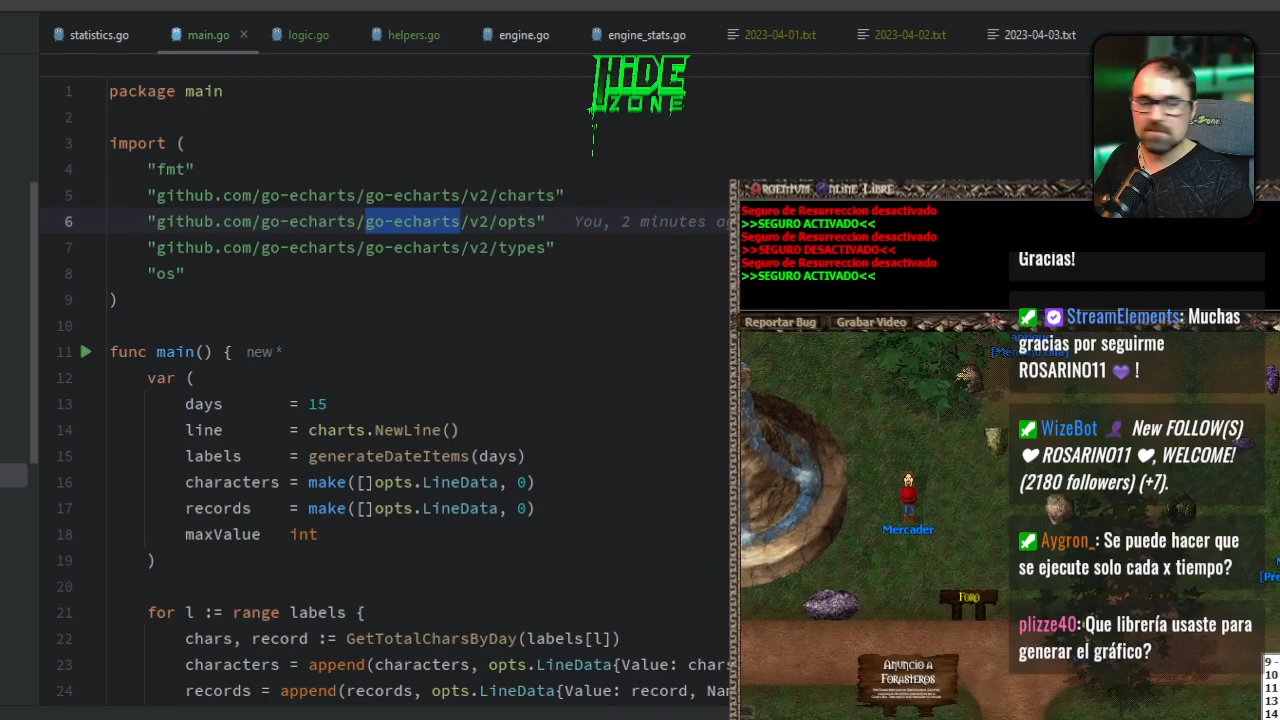 statistics.go
main.go
logic.go
helpers.go
engine.go
engine_stats.go
2023-04-01.txt
2023-04-02.txt
2023-04-03.txt
HiDE
ZONE
1 package main
2
3 import (
4 "fmt"
5 "github.com/go-echarts/go-echarts/v2/charts"
6 "github.com/go-echarts/go-echarts/v2/opts" You, 2 minutes
7 "github.com/go-echarts/go-echarts/v2/types"
8 "os"
9 )
10
11 func main() { new *
12 var (
13 days = 15
14 line = charts.NewLine()
15 labels = generateDateItems(days)
16 characters = make([]opts.LineData, 0)
17 records = make([]opts.LineData, 0)
18 maxValue int
19 )
20
21 for l := range labels {
22 chars, record := GetTotalCharsByDay(labels[l])
23 characters = append(characters, opts.LineData{Value: chars
24 records = append(records, opts.LineData{Value: record, Nam
Argentum Online Libre
Seguro de Resurreccion desactivado
>>SEGURO ACTIVADO<<
Seguro de Resurreccion desactivado
>>SEGURO DESACTIVADO<<
Seguro de Resurreccion desactivado
>>SEGURO ACTIVADO<<
Reportar Bug
Grabar Video
Mercader
Foro
Anuncio a
Forasteros
Gracias!
StreamElements: Muchas
gracias por seguirme
ROSARINO11 💜 !
WizeBot 👤 New FOLLOW(S)
♥ ROSARINO11 ♥, WELCOME!
(2180 followers) (+7).
Aygron_: Se puede hacer que
se ejecute solo cada x tiempo?
plizze40: Que librería usaste para
generar el gráfico?
9 -
10
11
13
14